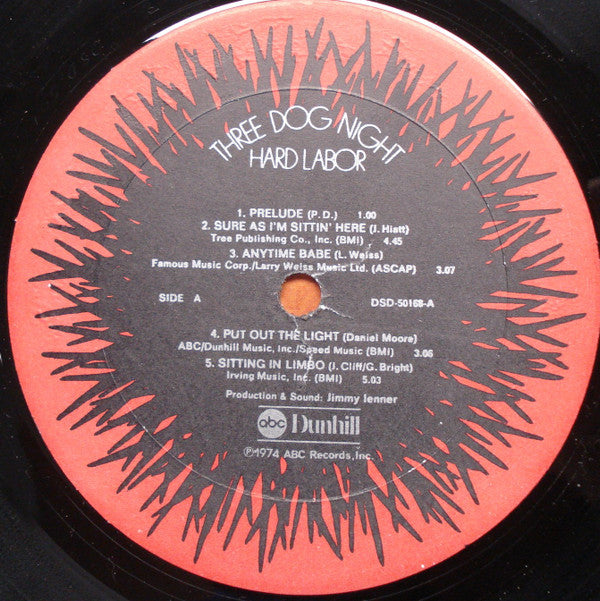 THREE DOG NIGHT
HARD LABOR
1. PRELUDE (P.D.) 1.00
2. SURE AS I'M SITTIN' HERE (J. Hiatt)
Tree Publishing Co., Inc. (BMI) 4.45
3. ANYTIME BABE (L. Weiss)
Famous Music Corp./Larry Weiss Music Ltd. (ASCAP) 3.07
SIDE A DSD-50168-A
4. PUT OUT THE LIGHT (Daniel Moore)
ABC/Dunhill Music, Inc./Speed Music (BMI) 3.06
5. SITTING IN LIMBO (J. Cliff/G. Bright)
Irving Music, Inc. (BMI) 5.03
Production & Sound: Jimmy Ienner
abc Dunhill
Ⓟ1974 ABC Records, Inc.